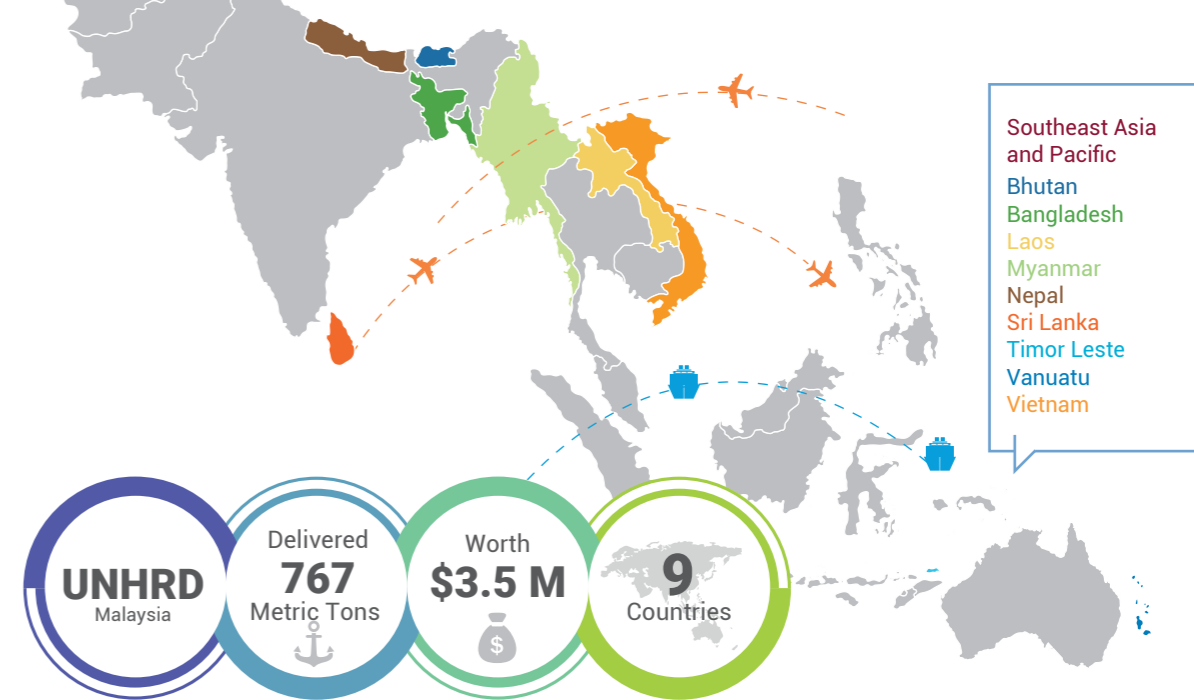 Southeast Asia
and Pacific
Bhutan
Bangladesh
Laos
Myanmar
Nepal
Sri Lanka
Timor Leste
Vanuatu
Vietnam
UNHRD
Malaysia
Delivered
767
Metric Tons
Worth
$3.5 M
$
9
Countries